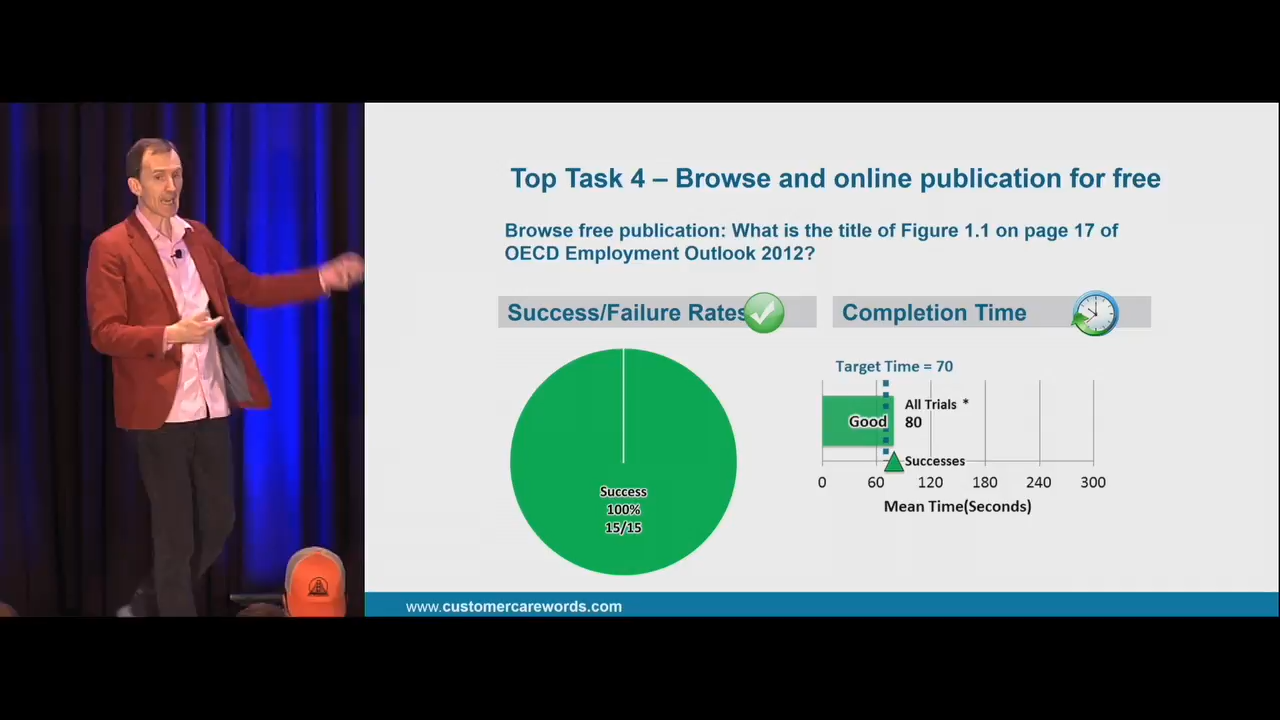 Top Task 4 – Browse and online publication for free
Browse free publication: What is the title of Figure 1.1 on page 17 of
OECD Employment Outlook 2012?
Success/Failure Rates
Completion Time
Success
100%
15/15
Target Time = 70
All Trials *
Good
80
Successes
0 60 120 180 240 300
Mean Time(Seconds)
www.customercarewords.com